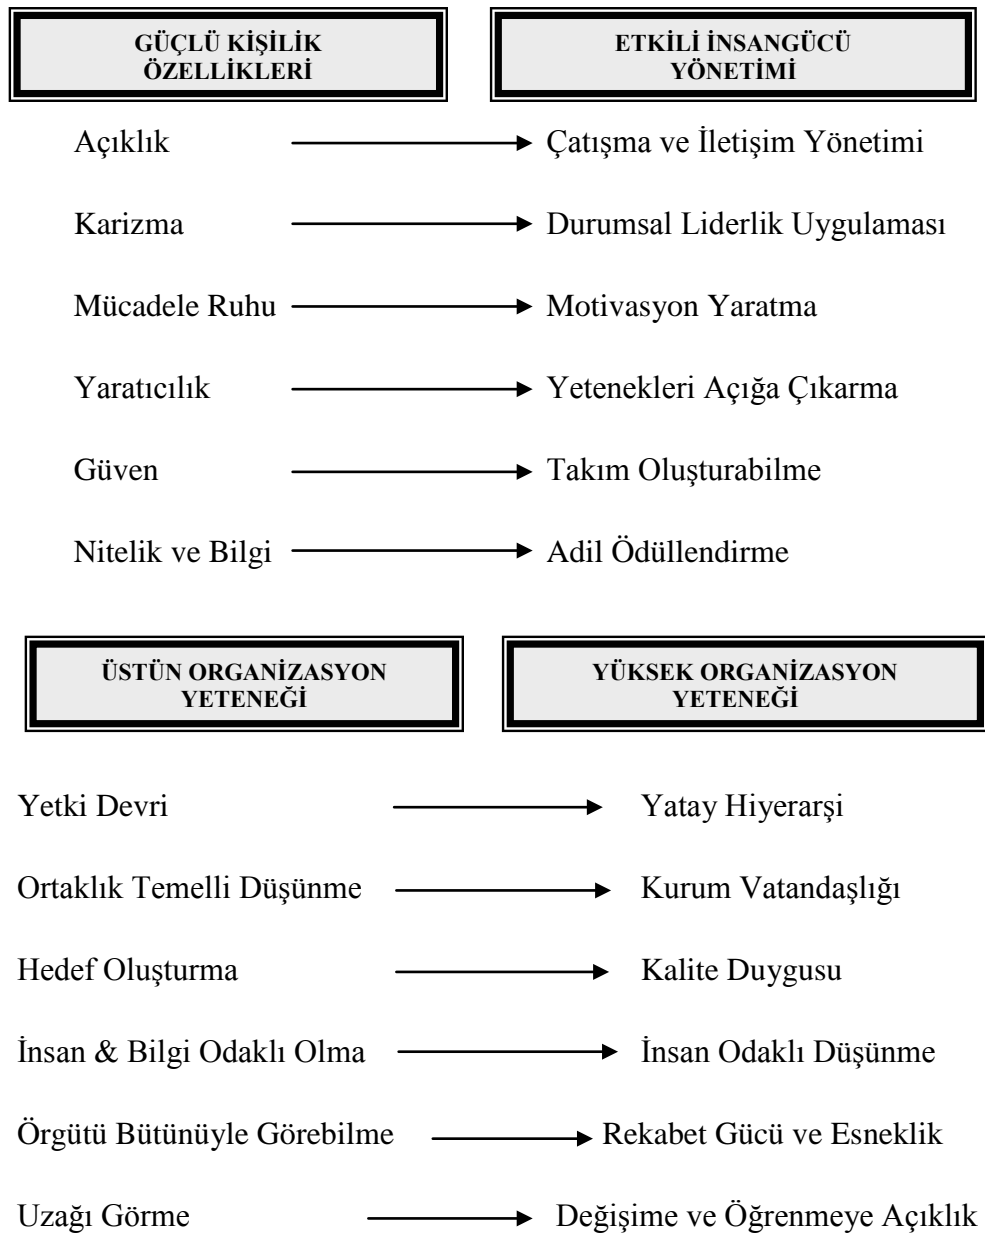 GÜÇLÜ KİŞİLİK
ÖZELLİKLERİ
ETKİLİ İNSANGÜCÜ
YÖNETİMİ
Açıklık Çatışma ve İletişim Yönetimi
Karizma Durumsal Liderlik Uygulaması
Mücadele Ruhu Motivasyon Yaratma
Yaratıcılık Yetenekleri Açığa Çıkarma
Güven Takım Oluşturabilme
Nitelik ve Bilgi Adil Ödüllendirme
ÜSTÜN ORGANİZASYON
YETENEĞİ
YÜKSEK ORGANİZASYON
YETENEĞİ
Yetki Devri Yatay Hiyerarşi
Ortaklık Temelli Düşünme Kurum Vatandaşlığı
Hedef Oluşturma Kalite Duygusu
İnsan & Bilgi Odaklı Olma İnsan Odaklı Düşünme
Örgütü Bütünüyle Görebilme Rekabet Gücü ve Esneklik
Uzağı Görme Değişime ve Öğrenmeye Açıklık